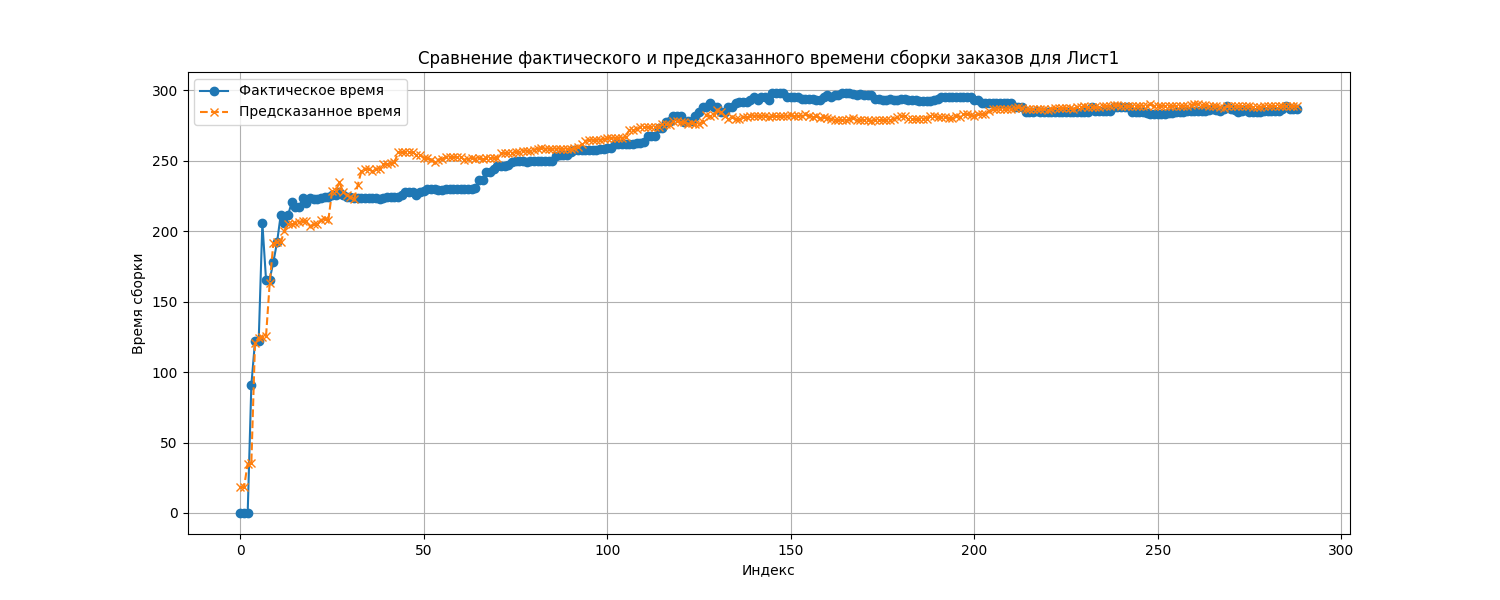 Сравнение фактического и предсказанного времени сборки заказов для Лист1
Фактическое время
Предсказанное время
Время сборки
300
250
200
150
100
50
0
0 50 100 150 200 250 300
Индекс